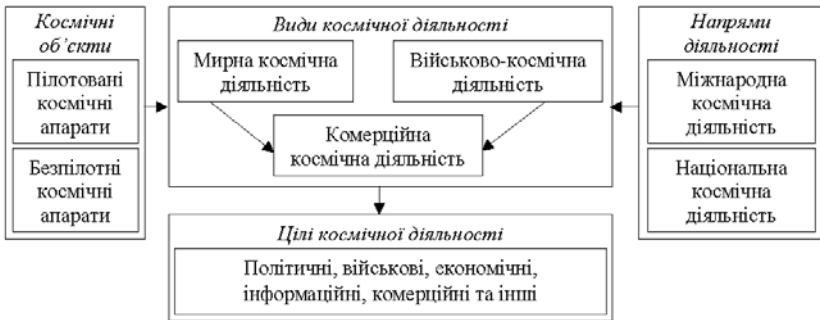 Космічні
об’єкти
Пілотовані
космічні
апарати
Безпілотні
космічні
апарати
Види космічної діяльності
Мирна космічна
діяльність
Військово-космічна
діяльність
Комерційна
космічна діяльність
Напрями
діяльності
Міжнародна
космічна
діяльність
Національна
космічна
діяльність
Цілі космічної діяльності
Політичні, військові, економічні,
інформаційні, комерційні та інші